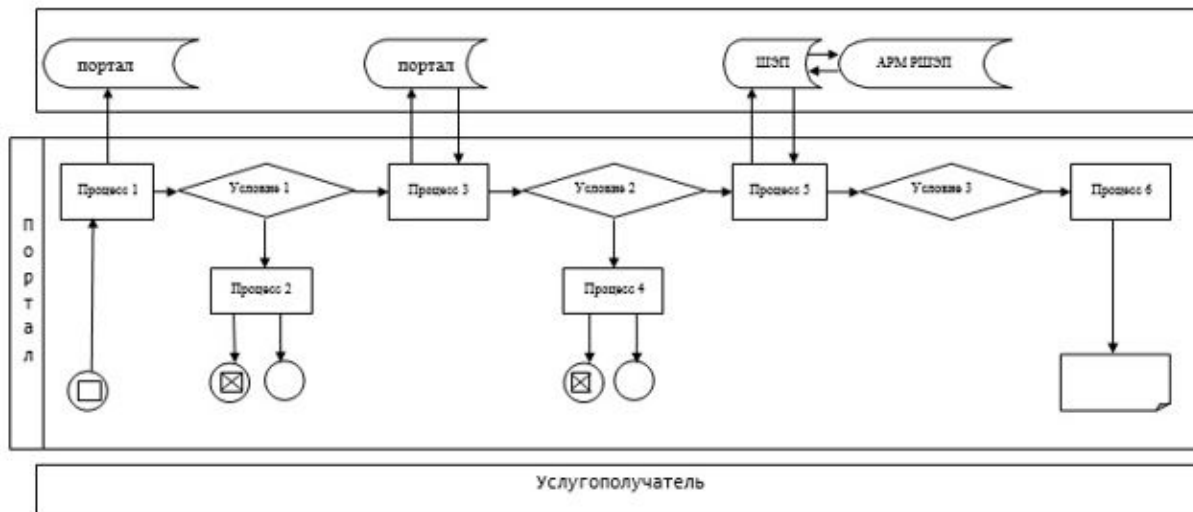 портал
портал
ШЭП
АРМ РШЭП
Процесс 1
Условие 1
Процесс 3
Условие 2
Процесс 5
Условие 3
Процесс 6
Процесс 2
Процесс 4
Портал
Услугополучатель